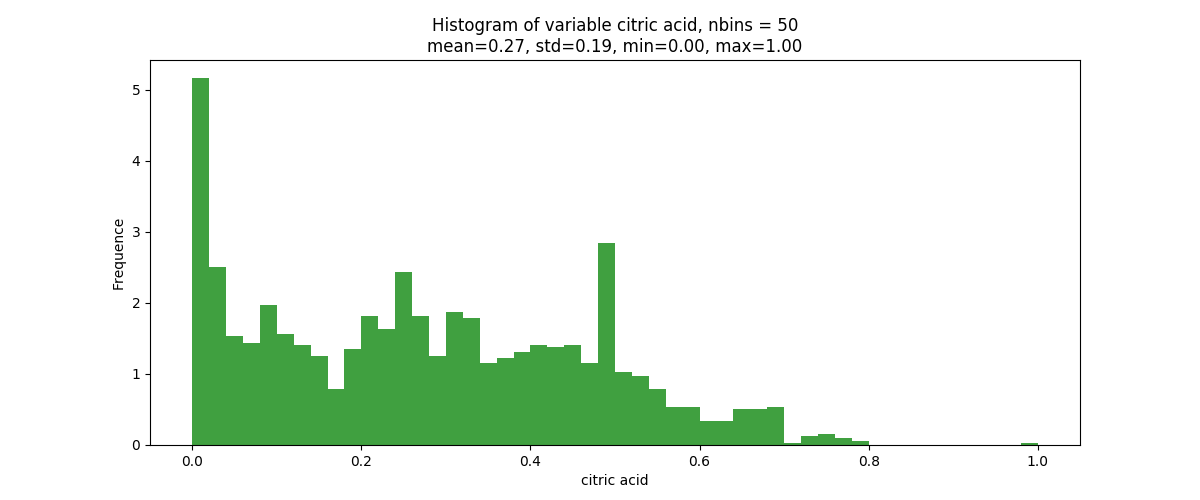 Histogram of variable citric acid, nbins = 50
mean=0.27, std=0.19, min=0.00, max=1.00
5
4
3
2
1
0
Frequence
0.0 0.2 0.4 0.6 0.8 1.0
citric acid